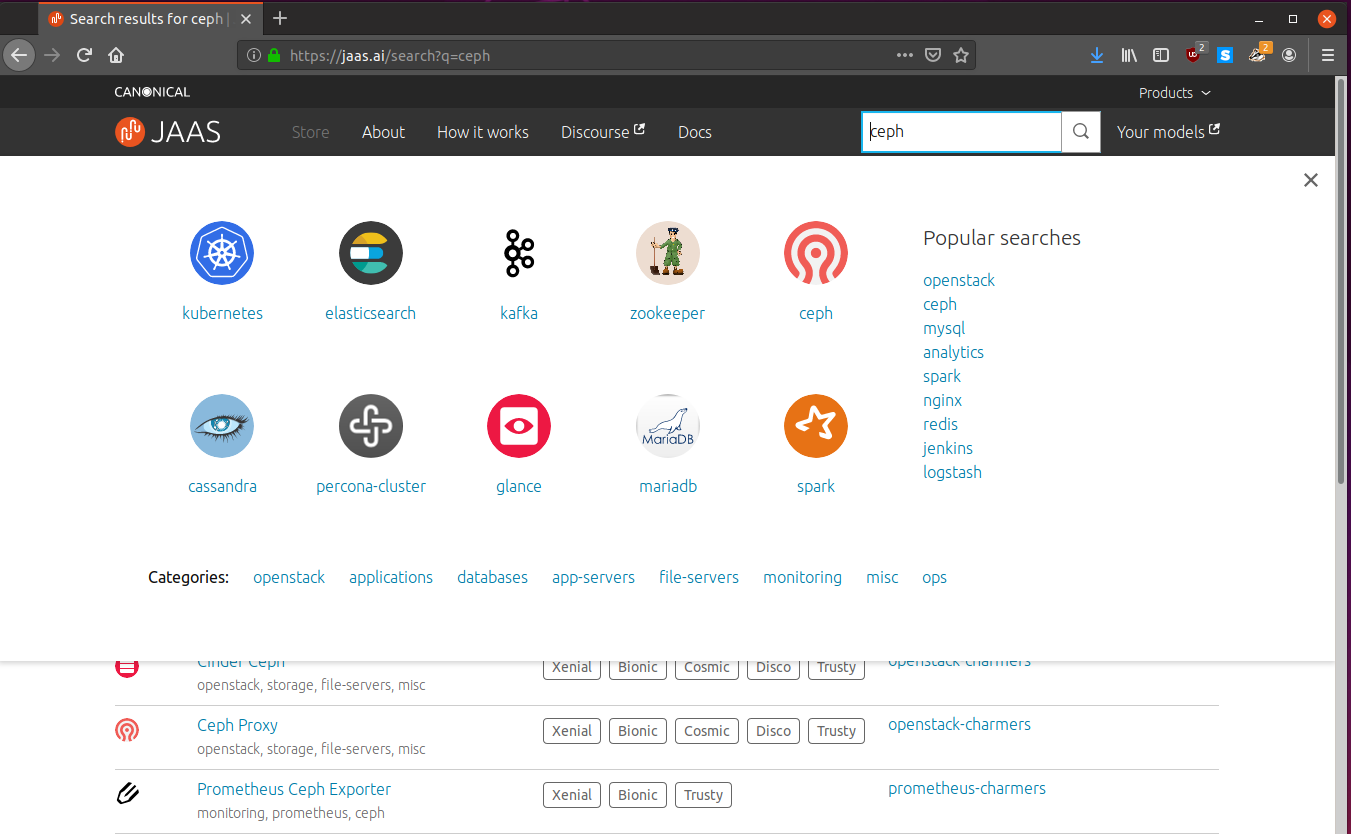 Search results for ceph |
https://jaas.ai/search?q=ceph
2
S
2
CANONICAL
Products
JAAS
Store
About
How it works
Discourse
Docs
ceph
Your models
kubernetes
elasticsearch
kafka
zookeeper
ceph
Popular searches
openstack
ceph
mysql
analytics
spark
nginx
redis
jenkins
logstash
MariaDB
cassandra
percona-cluster
glance
mariadb
spark
Categories: openstack applications databases app-servers file-servers monitoring misc ops
Cinder Ceph
openstack, storage, file-servers, misc
Xenial Bionic Cosmic Disco Trusty
openstack-charmers
Ceph Proxy
openstack, storage, file-servers, misc
Xenial Bionic Cosmic Disco Trusty
openstack-charmers
Prometheus Ceph Exporter
monitoring, prometheus, ceph
Xenial Bionic Trusty
prometheus-charmers